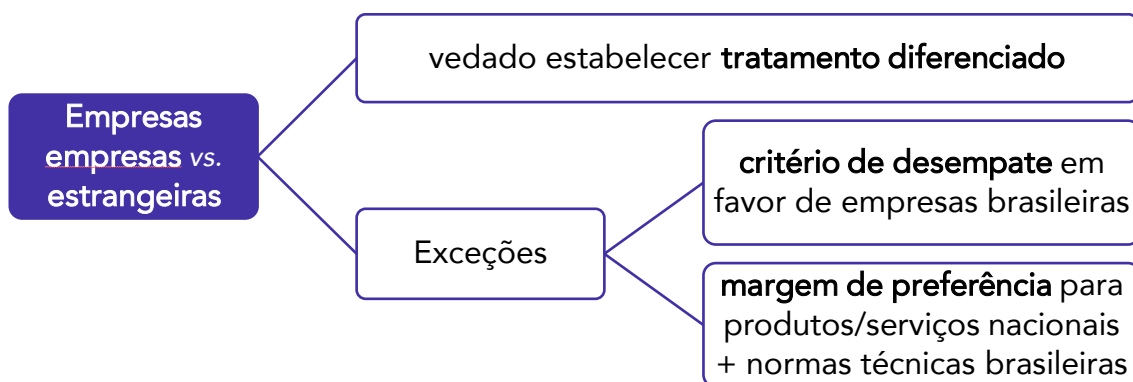 vedado estabelecer tratamento diferenciado
Empresas
empresas vs.
estrangeiras
critério de desempate em
favor de empresas brasileiras
Exceções
margem de preferência para
produtos/serviços nacionais
+ normas técnicas brasileiras